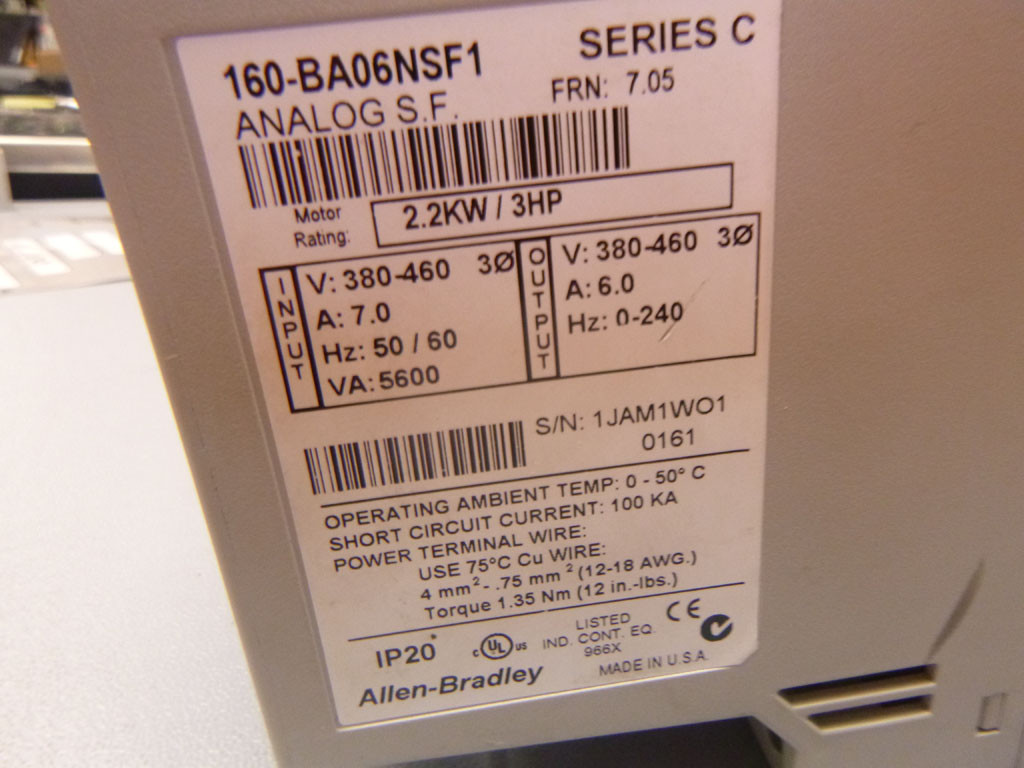 160-BA06NSF1 SERIES C
ANALOG S.F. FRN: 7.05
Motor Rating: 2.2KW / 3HP
INPUT
V: 380-460 3Ø
A: 7.0
Hz: 50 / 60
VA: 5600
OUTPUT
V: 380-460 3Ø
A: 6.0
Hz: 0-240
S/N: 1JAM1WO1
0161
OPERATING AMBIENT TEMP: 0 - 50° C
SHORT CIRCUIT CURRENT: 100 KA
POWER TERMINAL WIRE:
USE 75°C Cu WIRE:
4 mm² - .75 mm² (12-18 AWG.)
Torque 1.35 Nm (12 in.-lbs.)
IP20* c UL us LISTED
IND. CONT. EQ.
966X
CE
Allen-Bradley MADE IN U.S.A.